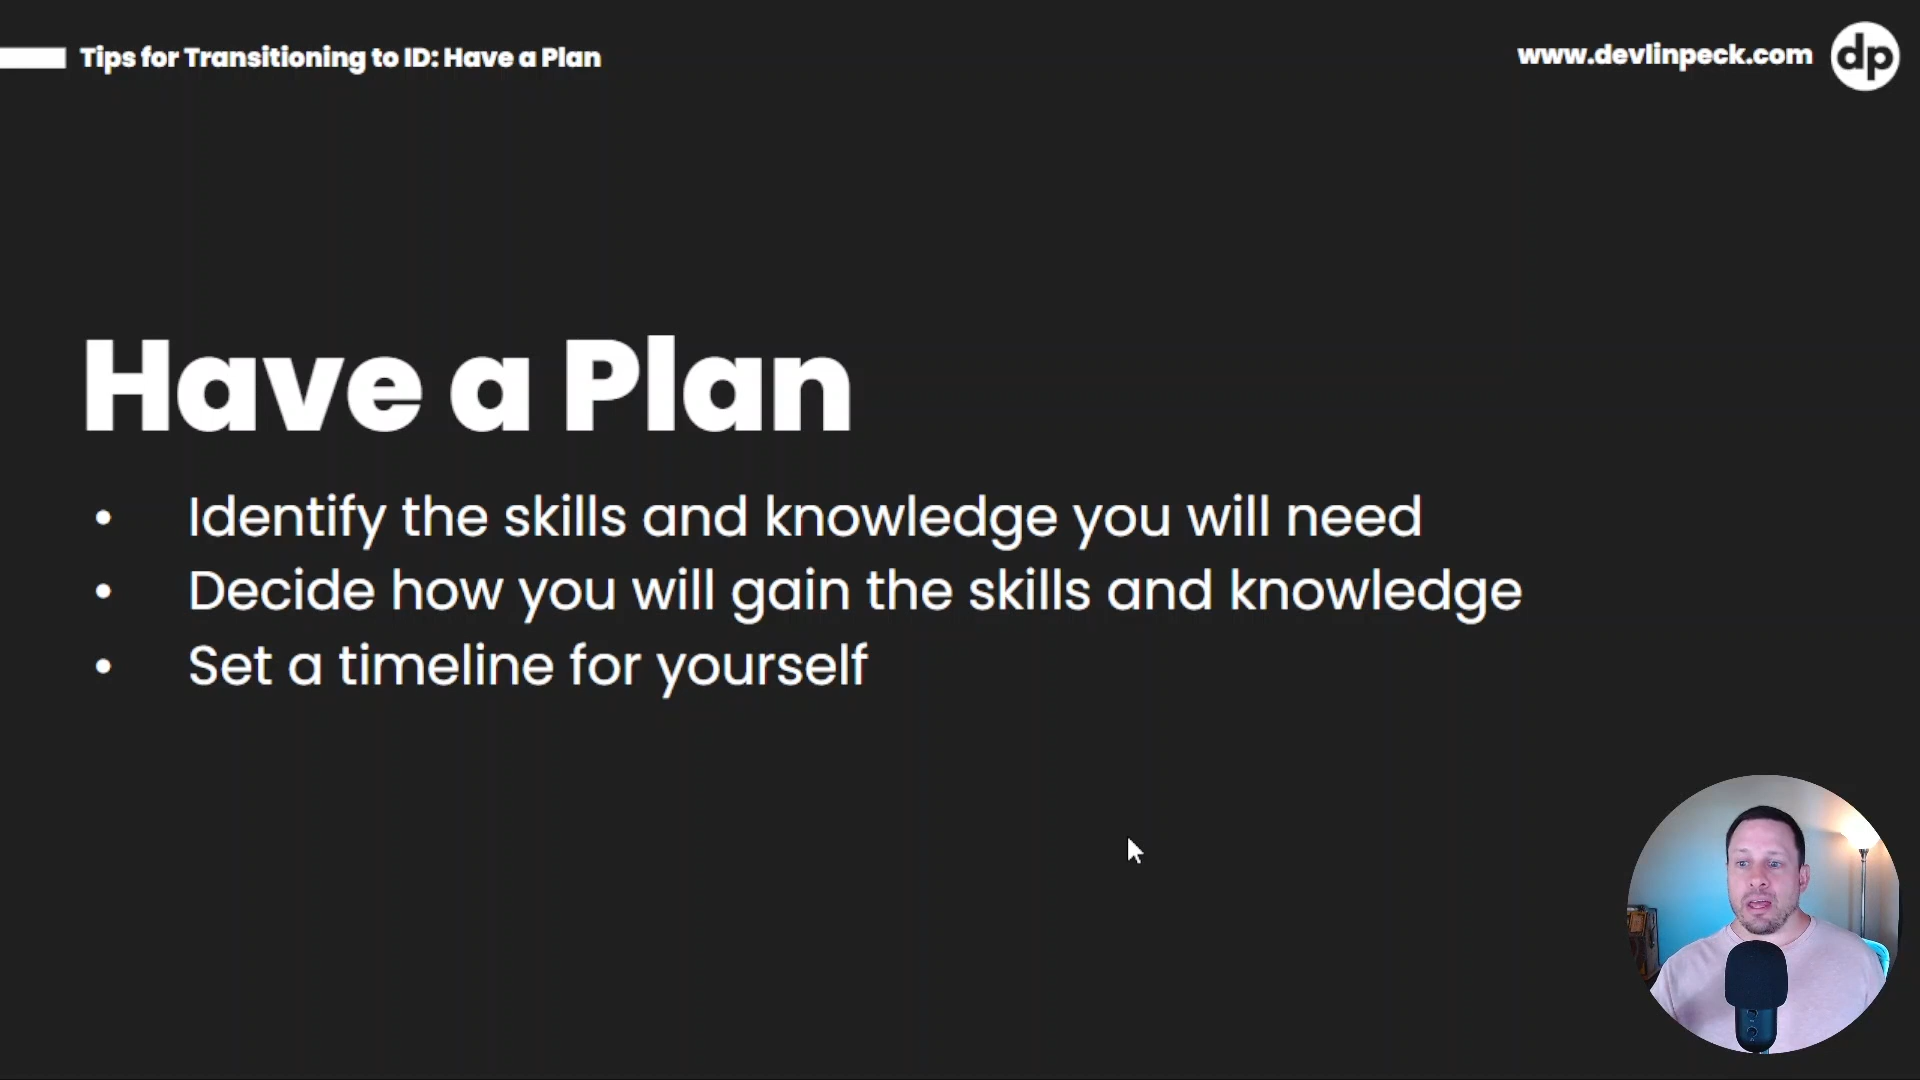 Tips for Transitioning to ID: Have a Plan
www.devlinpeck.com
dp
Have a Plan
• Identify the skills and knowledge you will need
• Decide how you will gain the skills and knowledge
• Set a timeline for yourself